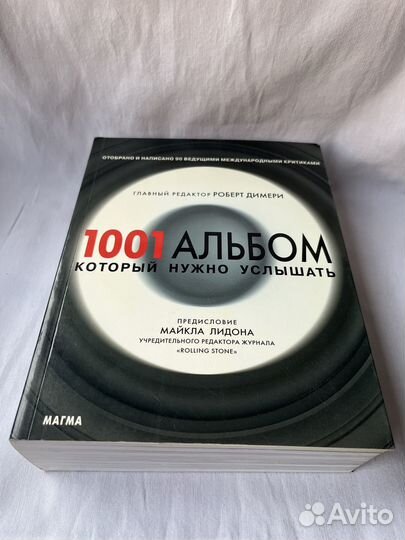 ОТОБРАНО И НАПИСАНО 90 ВЕДУЩИМИ МЕЖДУНАРОДНЫМИ КРИТИКАМИ
ГЛАВНЫЙ РЕДАКТОР РОБЕРТ ДИМЕРИ
1001 АЛЬБОМ
КОТОРЫЙ НУЖНО УСЛЫШАТЬ
ПРЕДИСЛОВИЕ
МАЙКЛА ЛИДОНА
УЧРЕДИТЕЛЬНОГО РЕДАКТОРА ЖУРНАЛА
«ROLLING STONE»
МАГМА
Avito